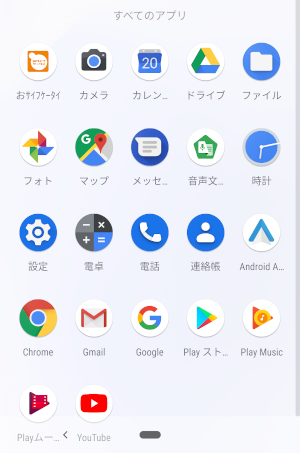 すべてのアプリ
おサイフケータイ カメラ カレン… ドライブ ファイル
20
フォト マップ メッセ… 音声文… 時計
設定 電卓 電話 連絡帳 Android A…
Chrome Gmail Google Play スト… Play Music
Playムー… YouTube